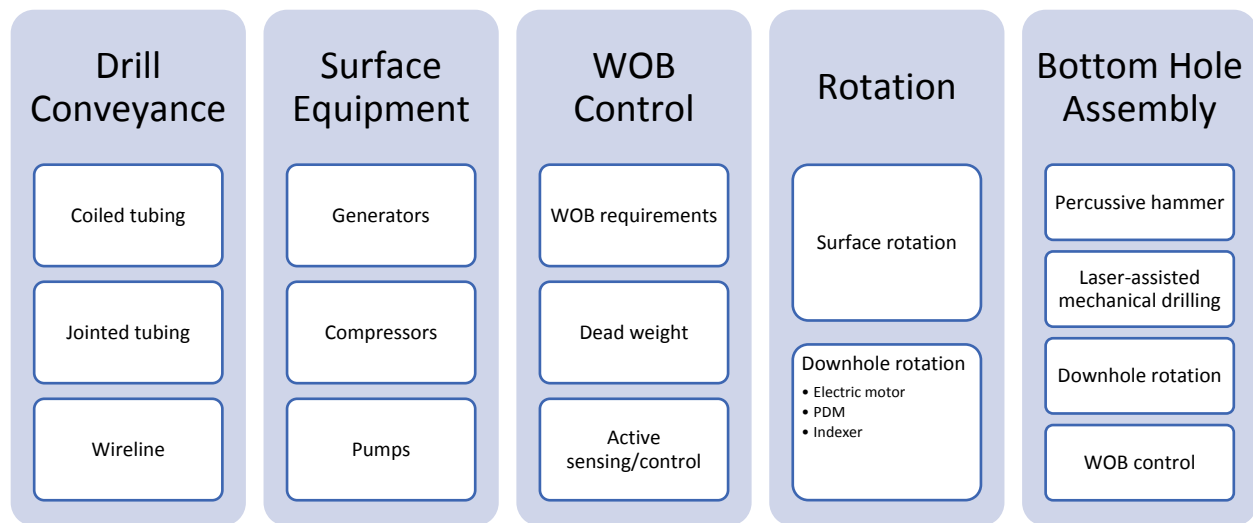 Drill
Conveyance
Coiled tubing
Jointed tubing
Wireline
Surface
Equipment
Generators
Compressors
Pumps
WOB
Control
WOB requirements
Dead weight
Active
sensing/control
Rotation
Surface rotation
Downhole rotation
• Electric motor
• PDM
• Indexer
Bottom Hole
Assembly
Percussive hammer
Laser-assisted
mechanical drilling
Downhole rotation
WOB control